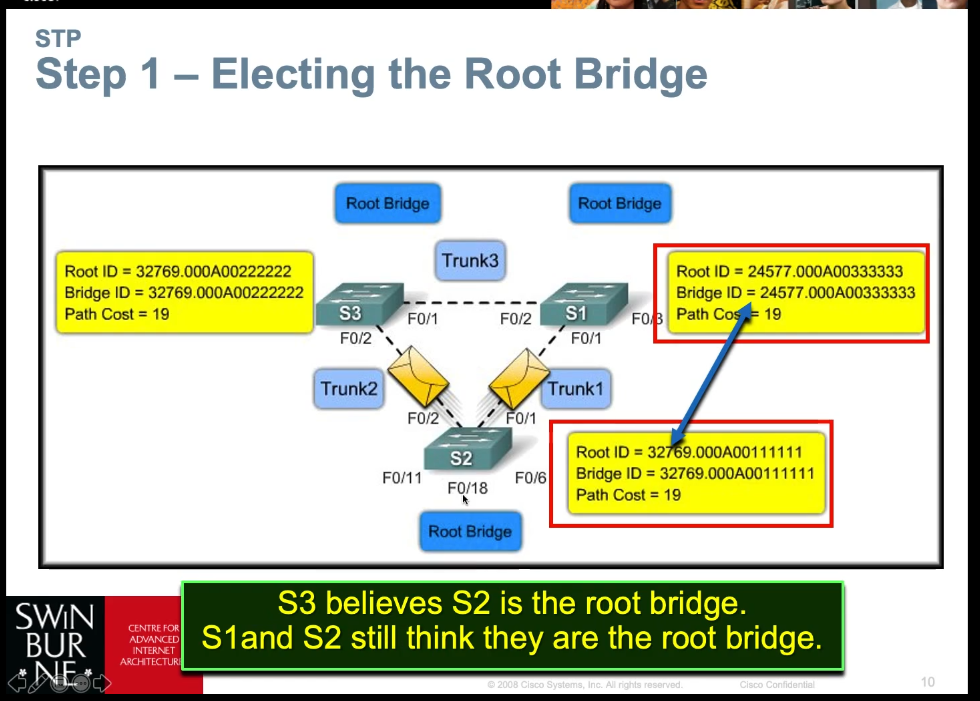 STP
Step 1 – Electing the Root Bridge
Root Bridge
Root Bridge
Trunk3
Root ID = 32769.000A00222222
Bridge ID = 32769.000A00222222
Path Cost = 19
Root ID = 24577.000A00333333
Bridge ID = 24577.000A00333333
Path Cost = 19
S3
F0/1
F0/2
S1
F0/3
F0/2
F0/1
Trunk2
Trunk1
F0/2
F0/1
S2
F0/11
F0/18
F0/6
Root ID = 32769.000A00111111
Bridge ID = 32769.000A00111111
Path Cost = 19
Root Bridge
S3 believes S2 is the root bridge.
S1and S2 still think they are the root bridge.
SWIN
BUR
NE
CENTRE FOR
ADVANCED
INTERNET
ARCHITECTUR
© 2008 Cisco Systems, Inc. All rights reserved.
Cisco Confidential
10